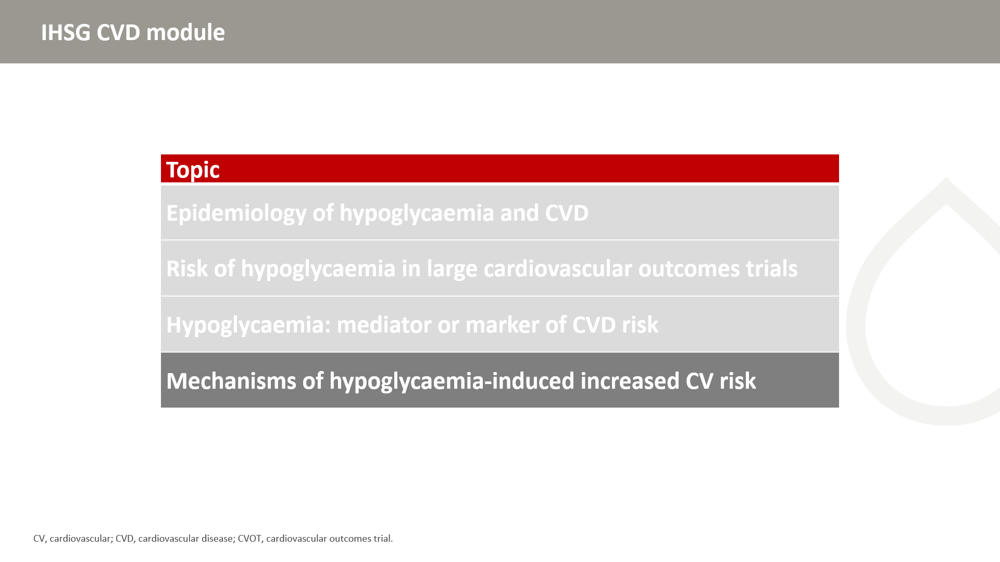 IHSG CVD module
Topic
Epidemiology of hypoglycaemia and CVD
Risk of hypoglycaemia in large cardiovascular outcomes trials
Hypoglycaemia: mediator or marker of CVD risk
Mechanisms of hypoglycaemia-induced increased CV risk
CV, cardiovascular; CVD, cardiovascular disease; CVOT, cardiovascular outcomes trial.